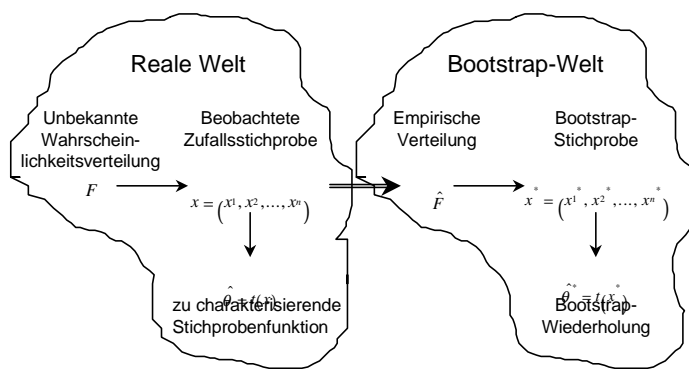 Reale Welt
Bootstrap-Welt
Unbekannte
Wahrschein-
lichkeitsverteilung
Beobachtete
Zufallsstichprobe
Empirische
Verteilung
Bootstrap-
Stichprobe
F
x = (x1, x2, ..., xn)
F̂
x* = (x1*, x2*, ..., xn*)
θ̂ = t(x)
zu charakterisierende
Stichprobenfunktion
θ̂* = t(x*)
Bootstrap-
Wiederholung